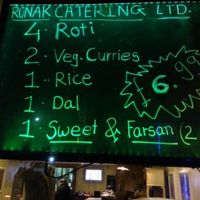 RONAK CATERING LTD.
4. Roti
2. Veg. Curries
1. Rice
1. Dal
6.99
1. Sweet & Farsan (2